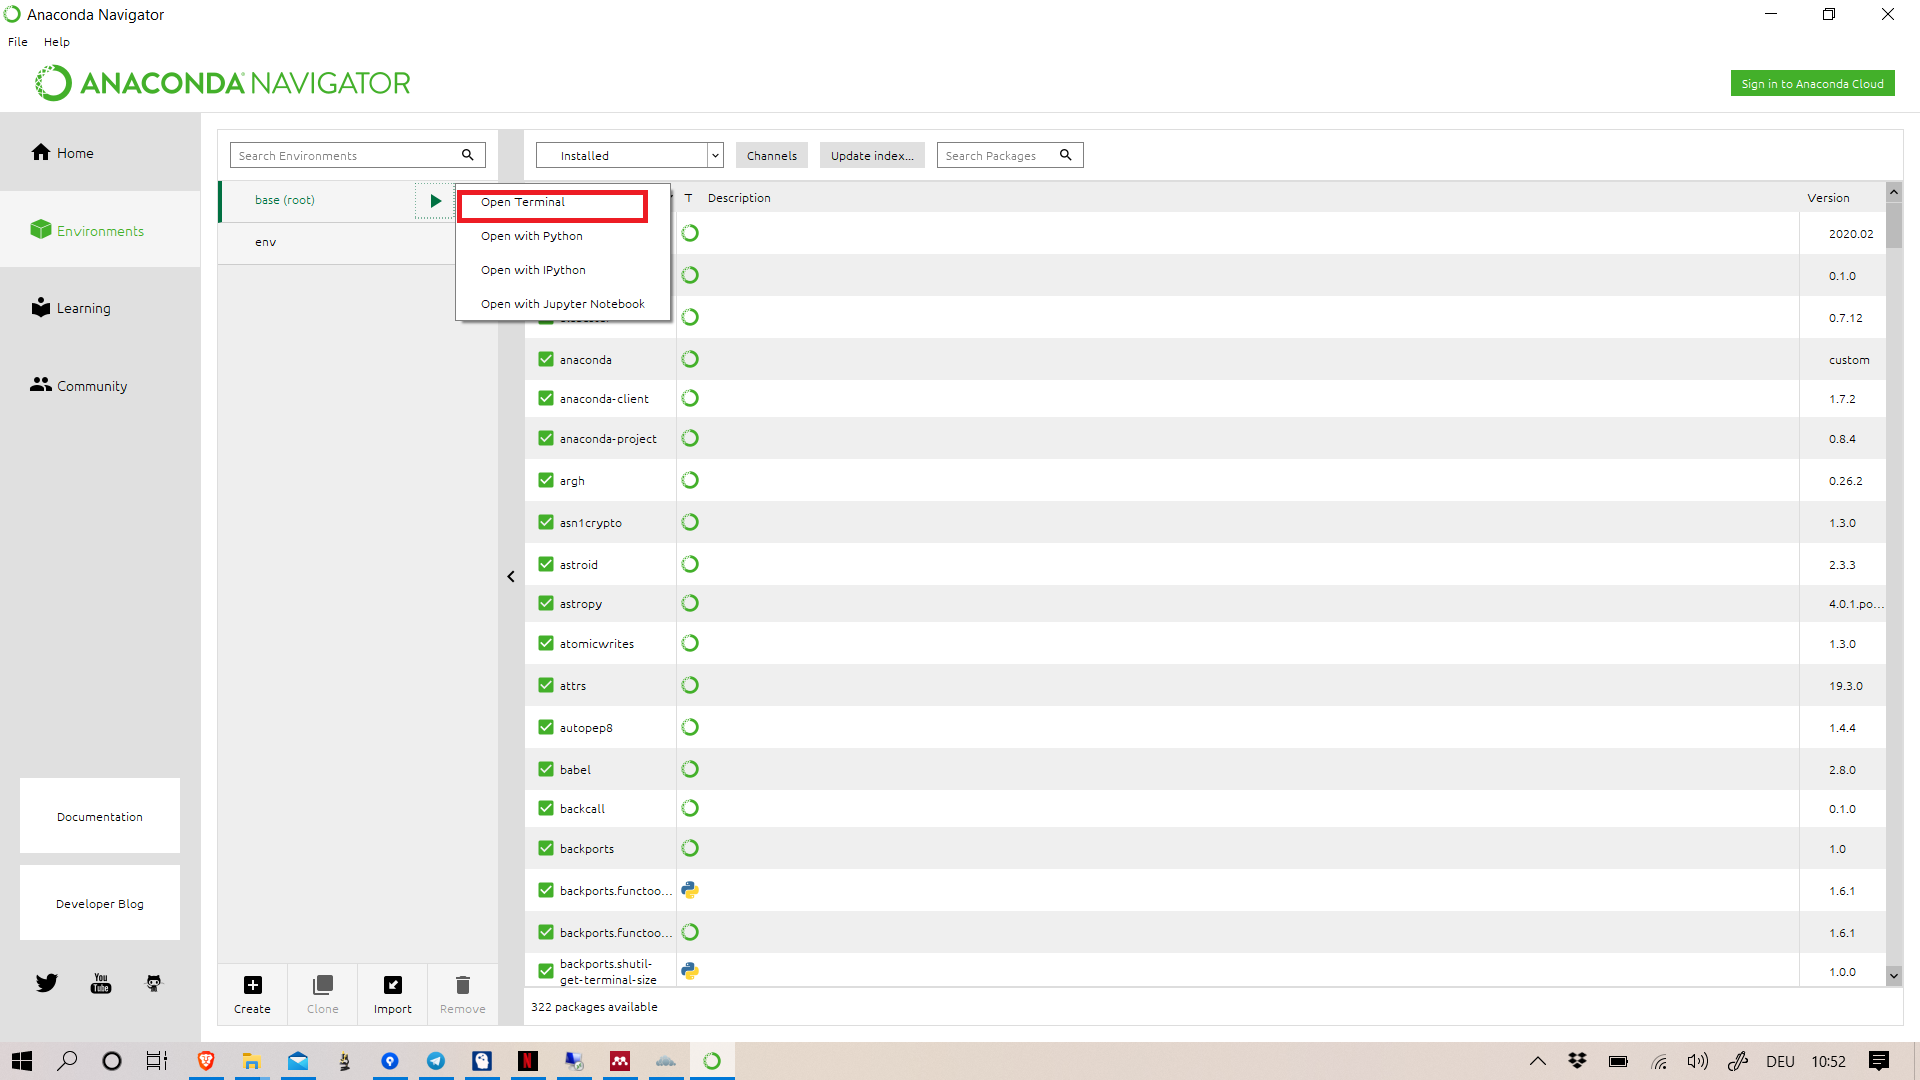 Anaconda Navigator
File Help
ANACONDA NAVIGATOR
Sign in to Anaconda Cloud
Home
Environments
Learning
Community
Documentation
Developer Blog
You
Tube
Search Environments
base (root)
env
Open Terminal
Open with Python
Open with IPython
Open with Jupyter Notebook
Create
Clone
Import
Remove
Installed
Channels
Update index...
Search Packages
T Description Version
2020.02
0.1.0
0.7.12
anaconda custom
anaconda-client 1.7.2
anaconda-project 0.8.4
argh 0.26.2
asn1crypto 1.3.0
astroid 2.3.3
astropy 4.0.1.po...
atomicwrites 1.3.0
attrs 19.3.0
autopep8 1.4.4
babel 2.8.0
backcall 0.1.0
backports 1.0
backports.functoo... 1.6.1
backports.functoo... 1.6.1
backports.shutil-
get-terminal-size 1.0.0
322 packages available
N
DEU 10:52